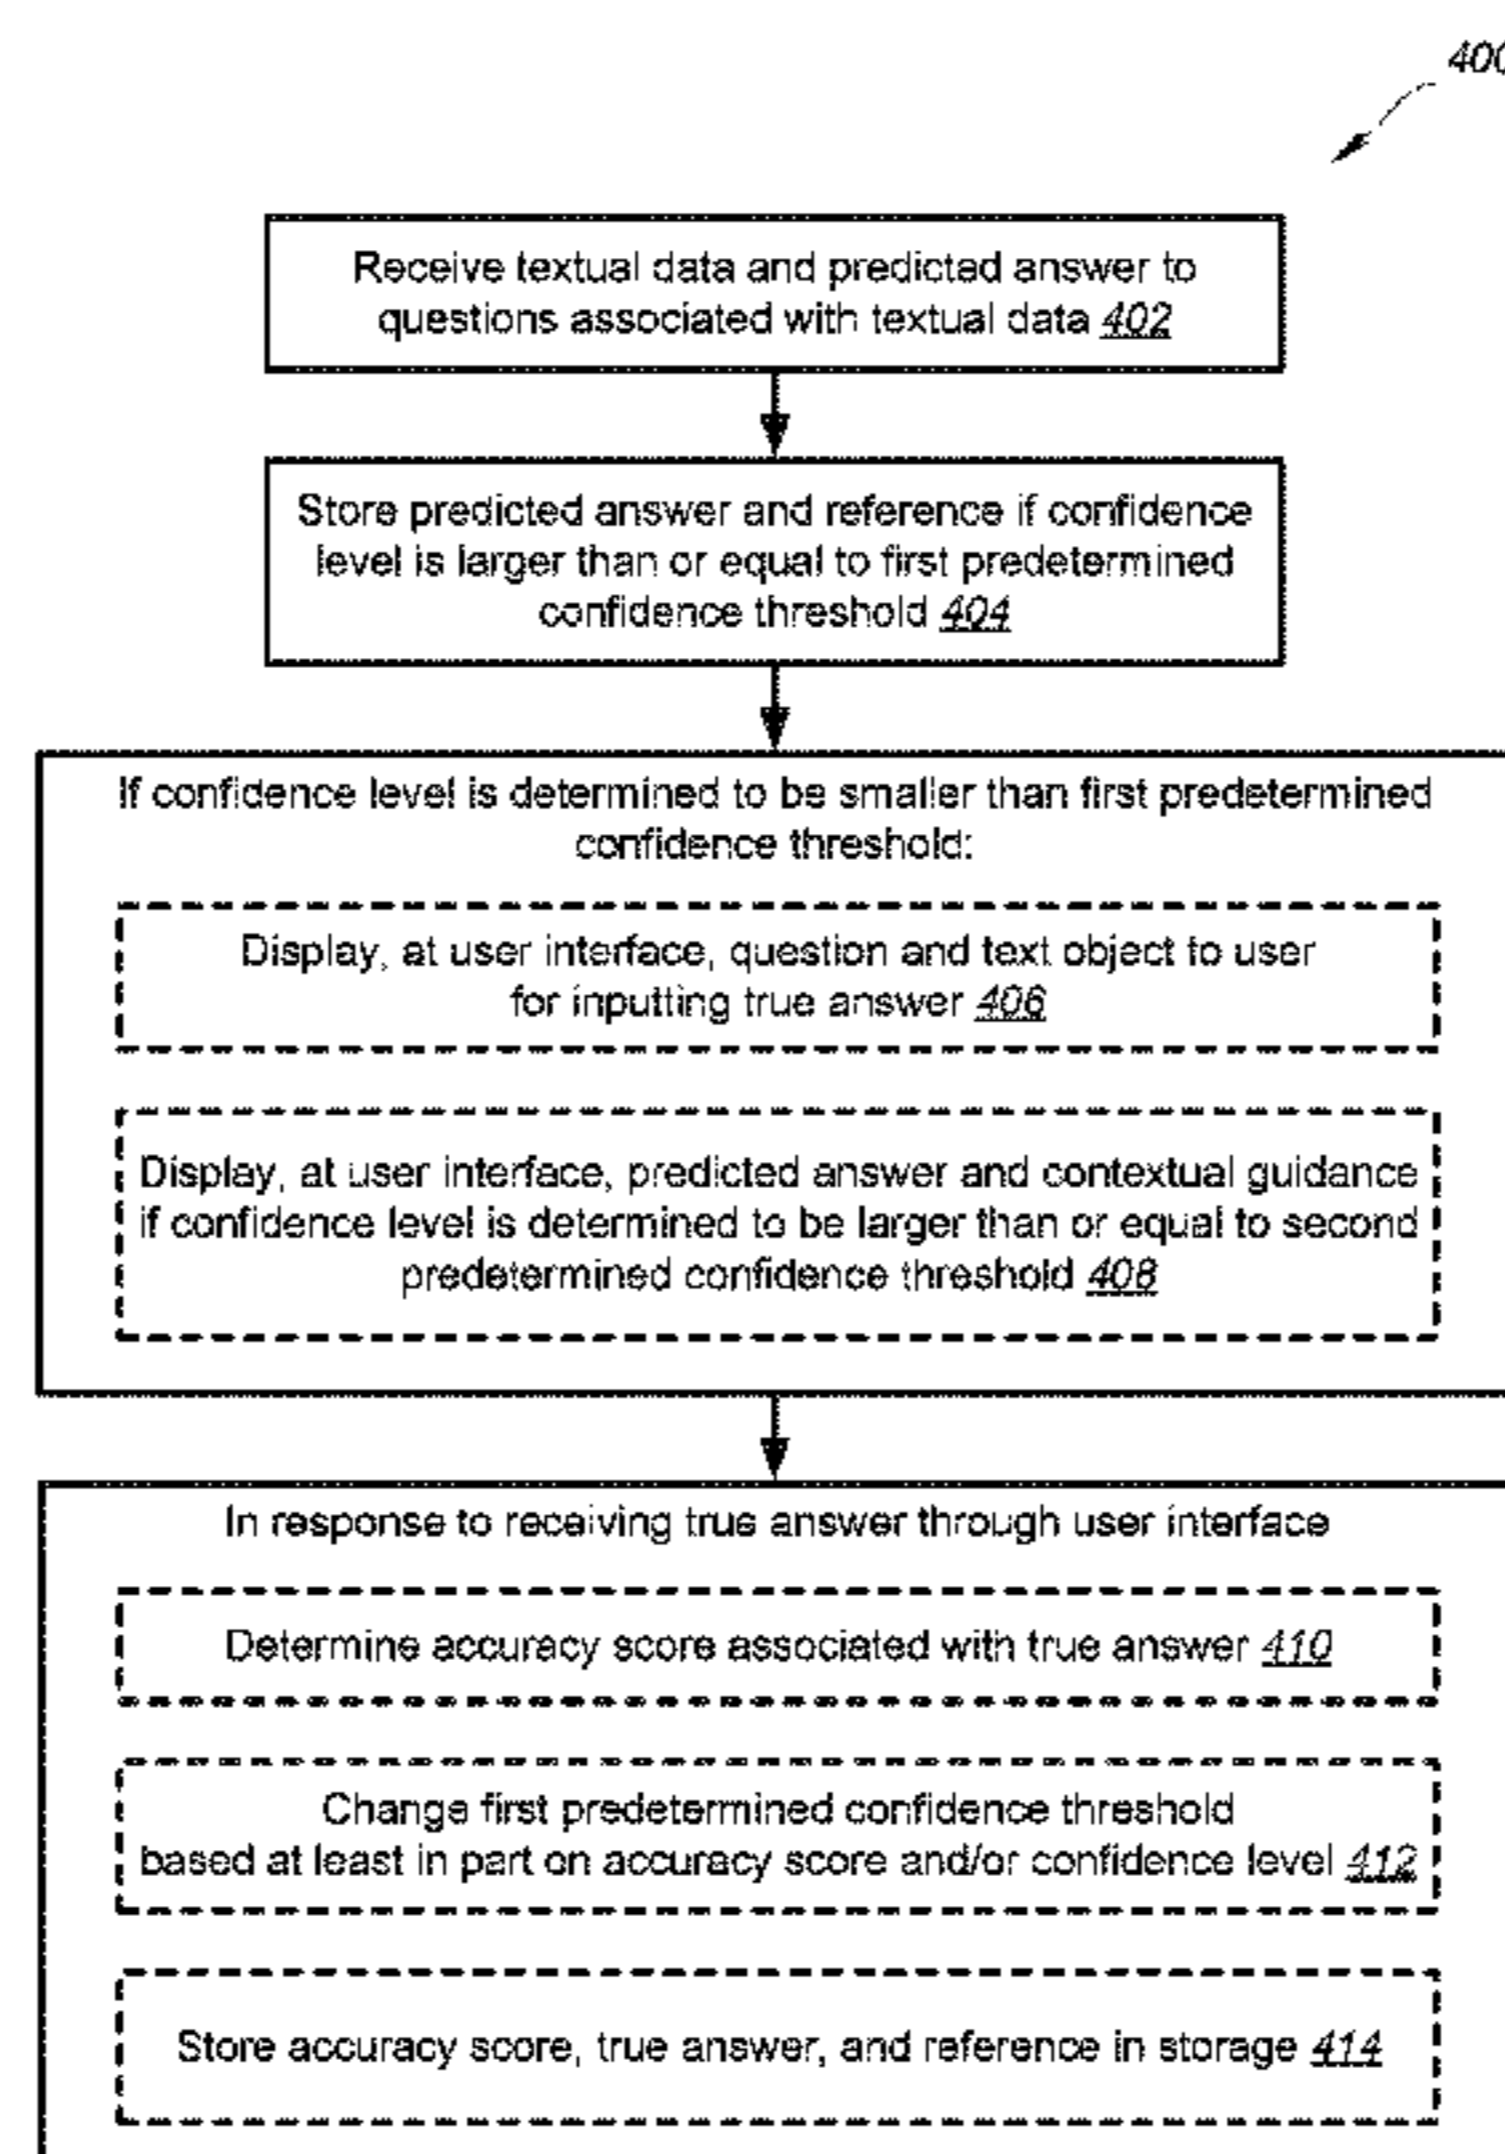 400
Receive textual data and predicted answer to
questions associated with textual data 402
Store predicted answer and reference if confidence
level is larger than or equal to first predetermined
confidence threshold 404
If confidence level is determined to be smaller than first predetermined
confidence threshold:
Display, at user interface, question and text object to user
for inputting true answer 406
Display, at user interface, predicted answer and contextual guidance
if confidence level is determined to be larger than or equal to second
predetermined confidence threshold 408
In response to receiving true answer through user interface
Determine accuracy score associated with true answer 410
Change first predetermined confidence threshold
based at least in part on accuracy score and/or confidence level 412
Store accuracy score, true answer, and reference in storage 414